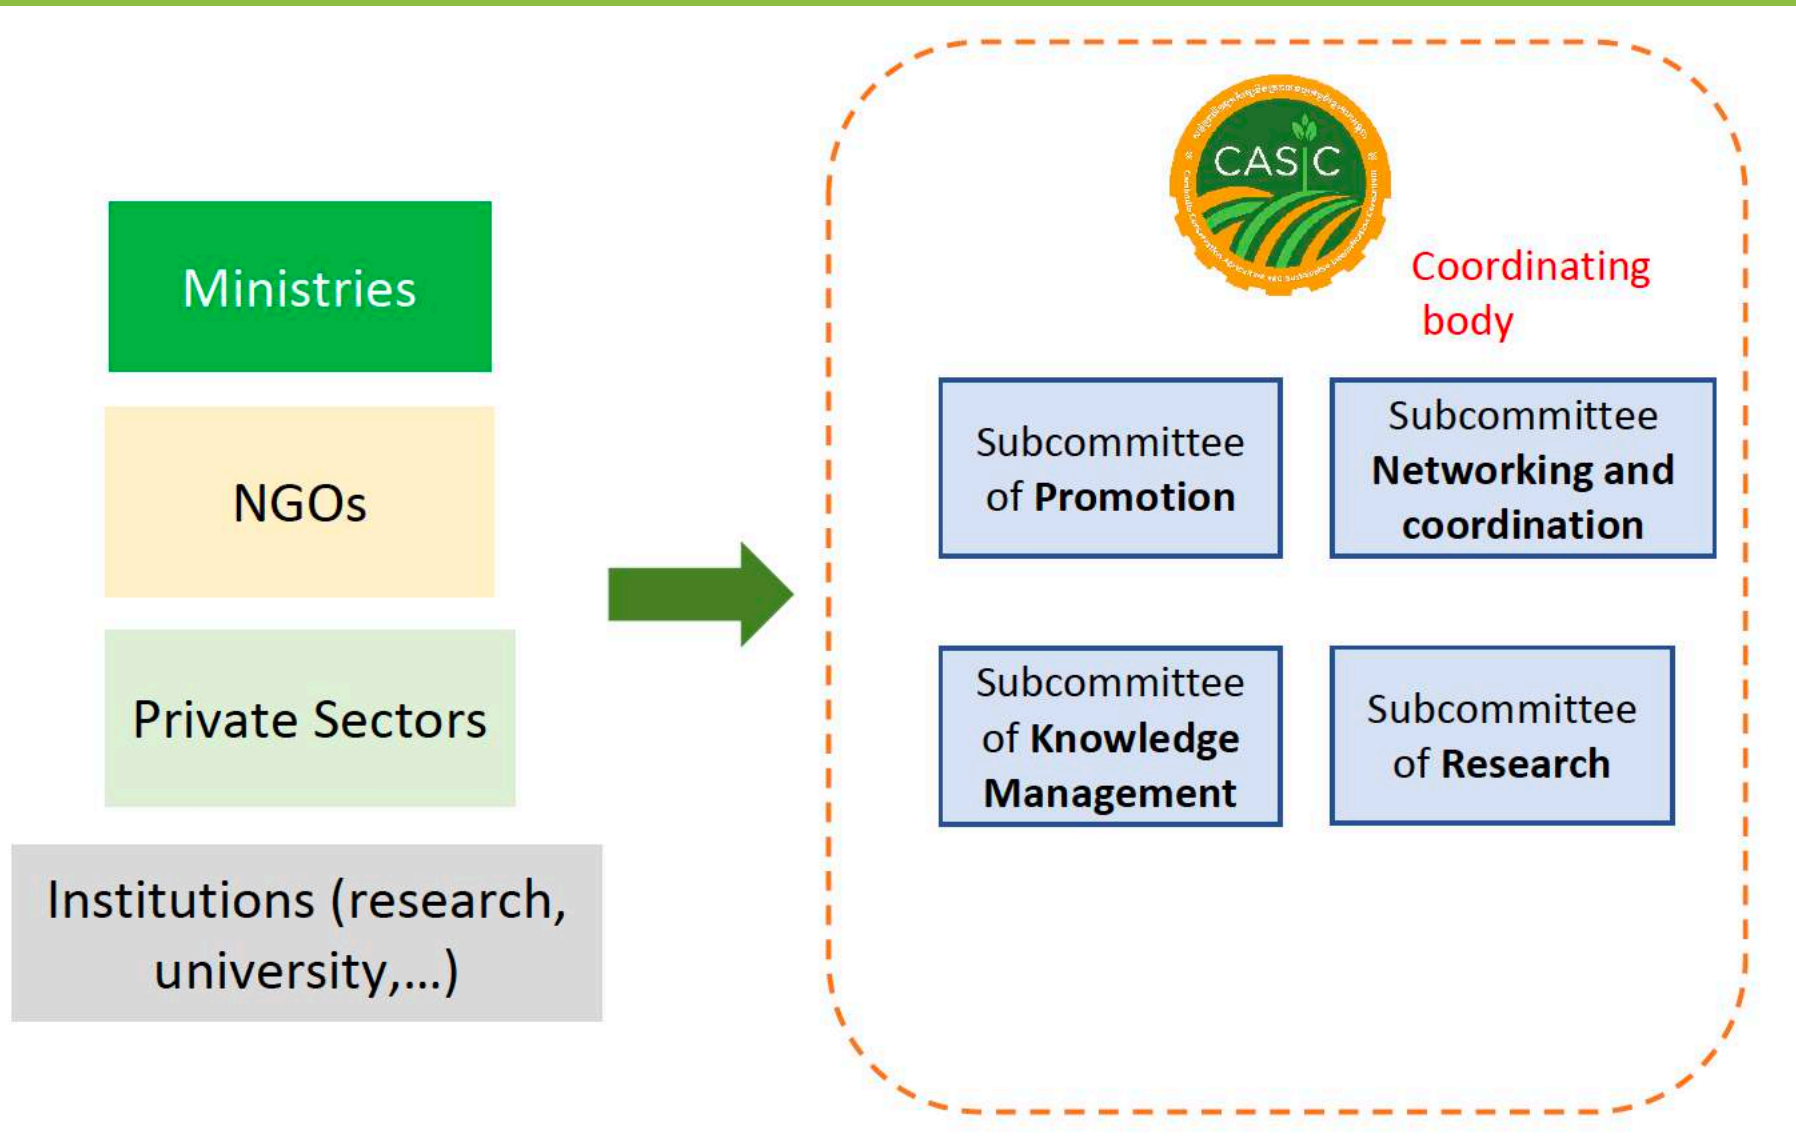 Ministries
NGOs
Private Sectors
Institutions (research,
university,...)
CASIC
Coordinating
body
Subcommittee
of Promotion
Subcommittee
Networking and
coordination
Subcommittee
of Knowledge
Management
Subcommittee
of Research